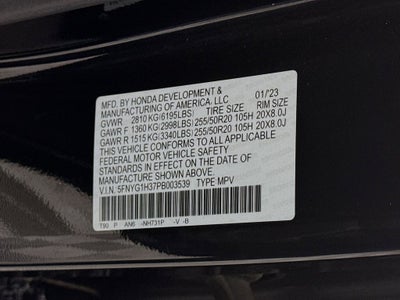 MFD. BY HONDA DEVELOPMENT &
MANUFACTURING OF AMERICA, LLC 01/23
GVWR 2810 KG(6195LBS) TIRE SIZE RIM SIZE
GAWR F 1360 KG(2998LBS) 255/50R20 105H 20X8.0J
GAWR R 1515 KG(3340LBS) 255/50R20 105H 20X8.0J
THIS VEHICLE CONFORMS TO ALL APPLICABLE
FEDERAL MOTOR VEHICLE SAFETY
STANDARDS IN EFFECT ON THE DATE OF
MANUFACTURE SHOWN ABOVE.
V.I.N. 5FNYG1H37PB003539 TYPE MPV
T90 P AN6 -NH731P -V -B